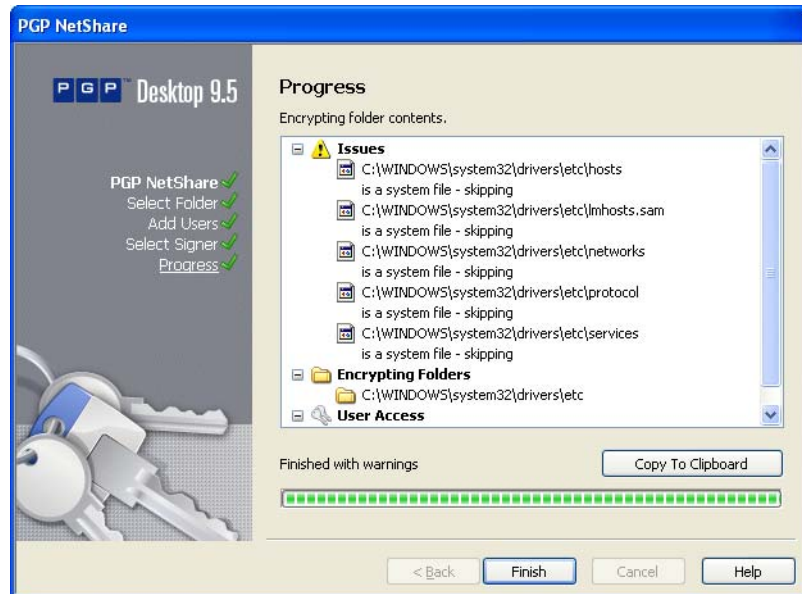 PGP NetShare
PGP™ Desktop 9.5
PGP NetShare
Select Folder
Add Users
Select Signer
Progress
Progress
Encrypting folder contents.
Issues
C:\WINDOWS\system32\drivers\etc\hosts
is a system file - skipping
C:\WINDOWS\system32\drivers\etc\lmhosts.sam
is a system file - skipping
C:\WINDOWS\system32\drivers\etc\networks
is a system file - skipping
C:\WINDOWS\system32\drivers\etc\protocol
is a system file - skipping
C:\WINDOWS\system32\drivers\etc\services
is a system file - skipping
Encrypting Folders
C:\WINDOWS\system32\drivers\etc
User Access
Finished with warnings
Copy To Clipboard
< Back
Finish
Cancel
Help